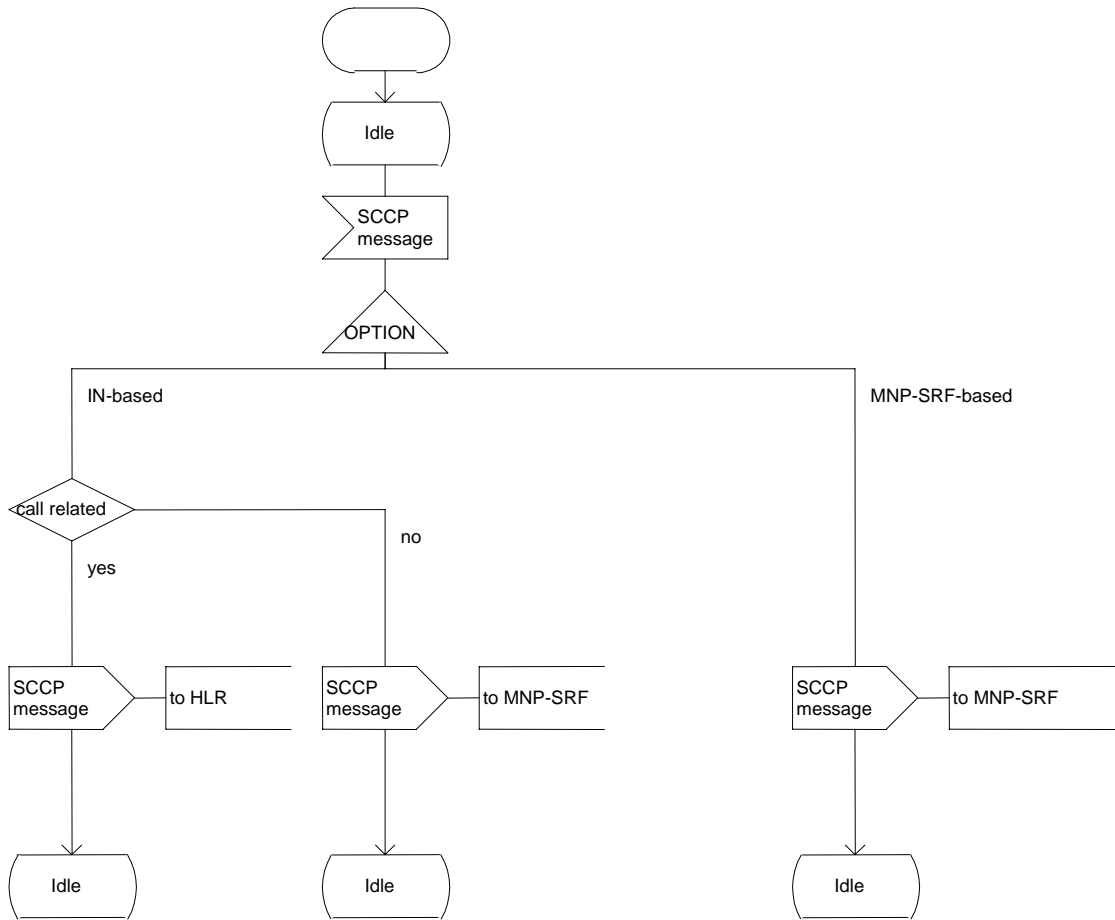 Idle
SCCP
message
OPTION
IN-based
MNP-SRF-based
call related
no
yes
SCCP
message
to HLR
SCCP
message
to MNP-SRF
SCCP
message
to MNP-SRF
Idle
Idle
Idle